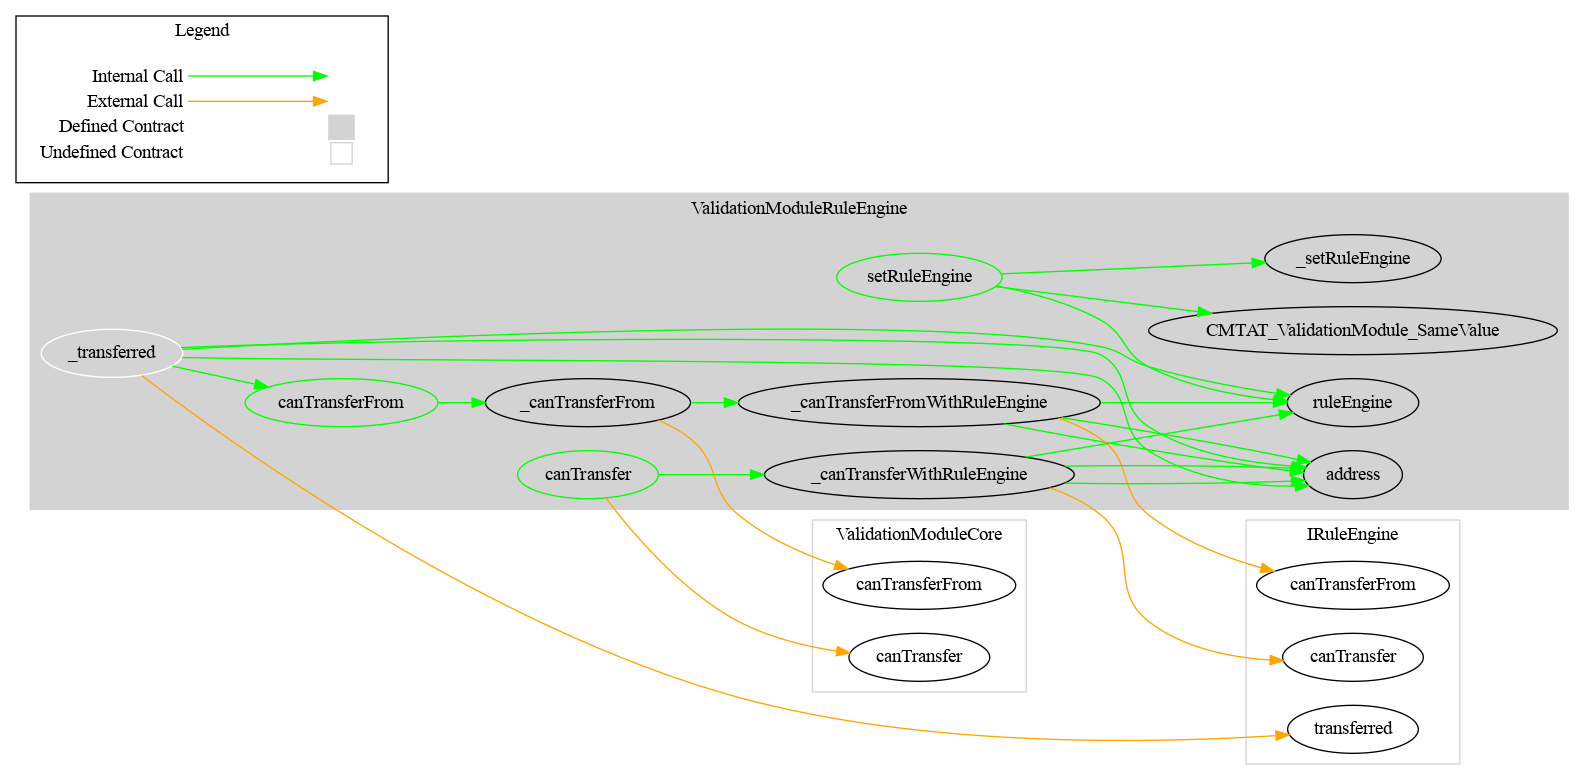 Legend
Internal Call
External Call
Defined Contract
Undefined Contract
ValidationModuleRuleEngine
_setRuleEngine
setRuleEngine
CMTAT_ValidationModule_SameValue
_transferred
canTransferFrom
_canTransferFrom
_canTransferFromWithRuleEngine
ruleEngine
canTransfer
_canTransferWithRuleEngine
address
ValidationModuleCore
canTransferFrom
canTransfer
IRuleEngine
canTransferFrom
canTransfer
transferred